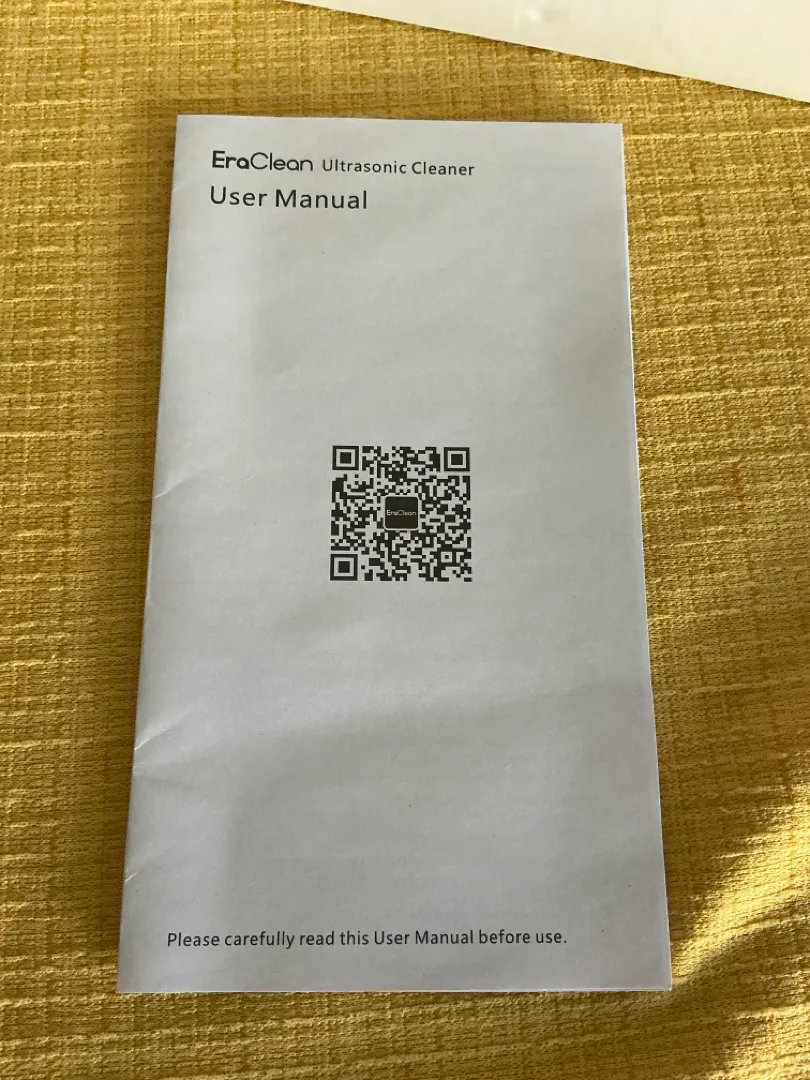 EraClean Ultrasonic Cleaner
User Manual
EraClean
Please carefully read this User Manual before use.